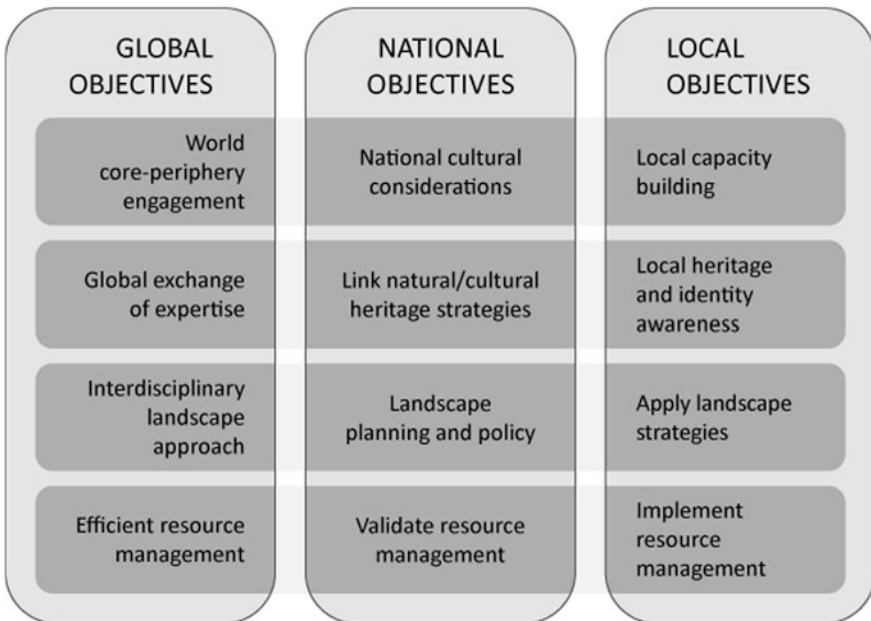 GLOBAL
OBJECTIVES
NATIONAL
OBJECTIVES
LOCAL
OBJECTIVES
World
core-periphery
engagement
National cultural
considerations
Local capacity
building
Global exchange
of expertise
Link natural/cultural
heritage strategies
Local heritage
and identity
awareness
Interdisciplinary
landscape
approach
Landscape
planning and policy
Apply landscape
strategies
Efficient resource
management
Validate resource
management
Implement
resource
management